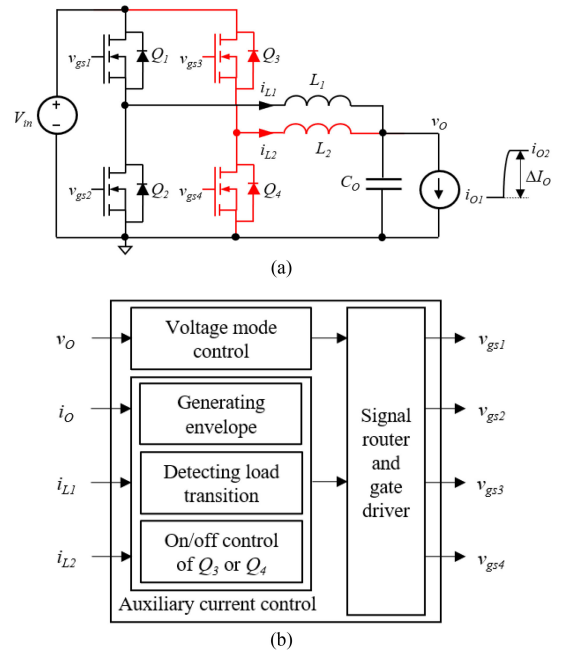 v_gs1
Q_1
v_gs3
Q_3
i_L1
L_1
V_in
+
−
i_L2
L_2
v_O
v_gs2
Q_2
v_gs4
Q_4
C_O
i_O1
i_O2
ΔI_O
(a)
v_O
Voltage mode
control
v_gs1
i_O
Generating
envelope
Signal
router
and
gate
driver
v_gs2
i_L1
Detecting load
transition
v_gs3
i_L2
On/off control
of Q_3 or Q_4
v_gs4
Auxiliary current control
(b)